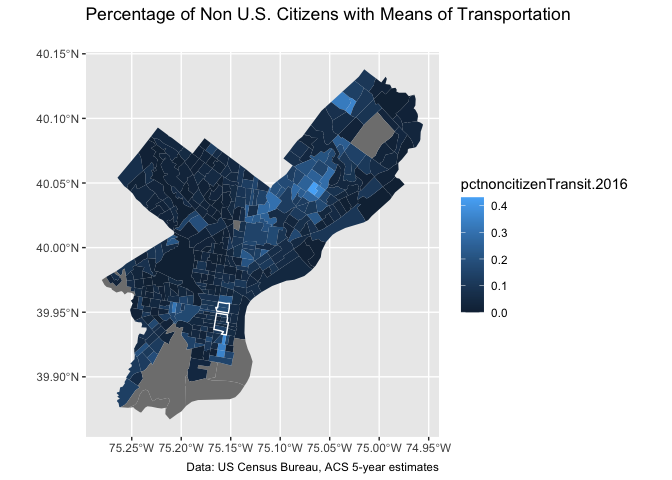 Percentage of Non U.S. Citizens with Means of Transportation
40.15°N
40.10°N
40.05°N
40.00°N
39.95°N
39.90°N
75.25°W 75.20°W 75.15°W 75.10°W 75.05°W 75.00°W 74.95°W
Data: US Census Bureau, ACS 5-year estimates
pctnoncitizenTransit.2016
0.4
0.3
0.2
0.1
0.0